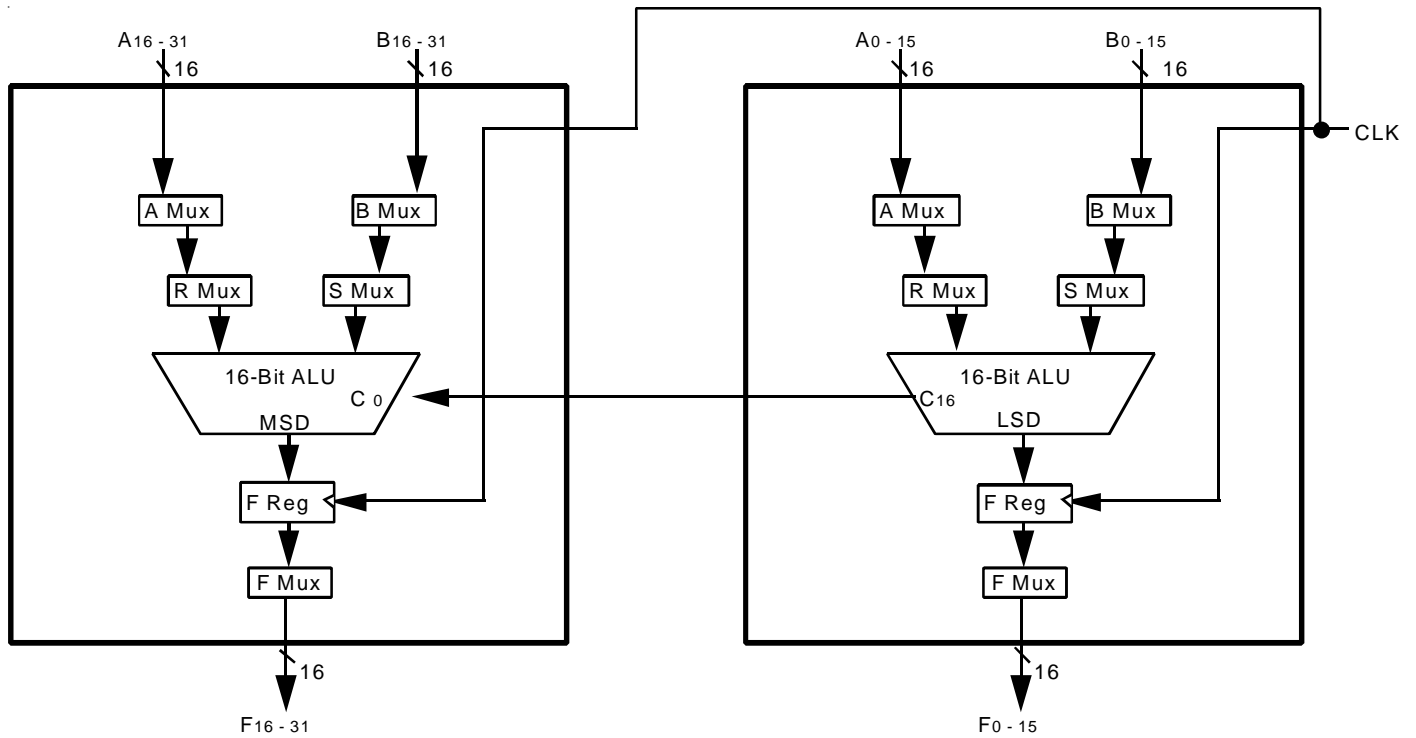 A16 - 31 B16 - 31 A0 - 15 B0 - 15
16 16 16 16
CLK
A Mux B Mux A Mux B Mux
R Mux S Mux R Mux S Mux
16-Bit ALU 16-Bit ALU
C 0 C16
MSD LSD
F Reg F Reg
F Mux F Mux
16 16
F16 - 31 F0 - 15